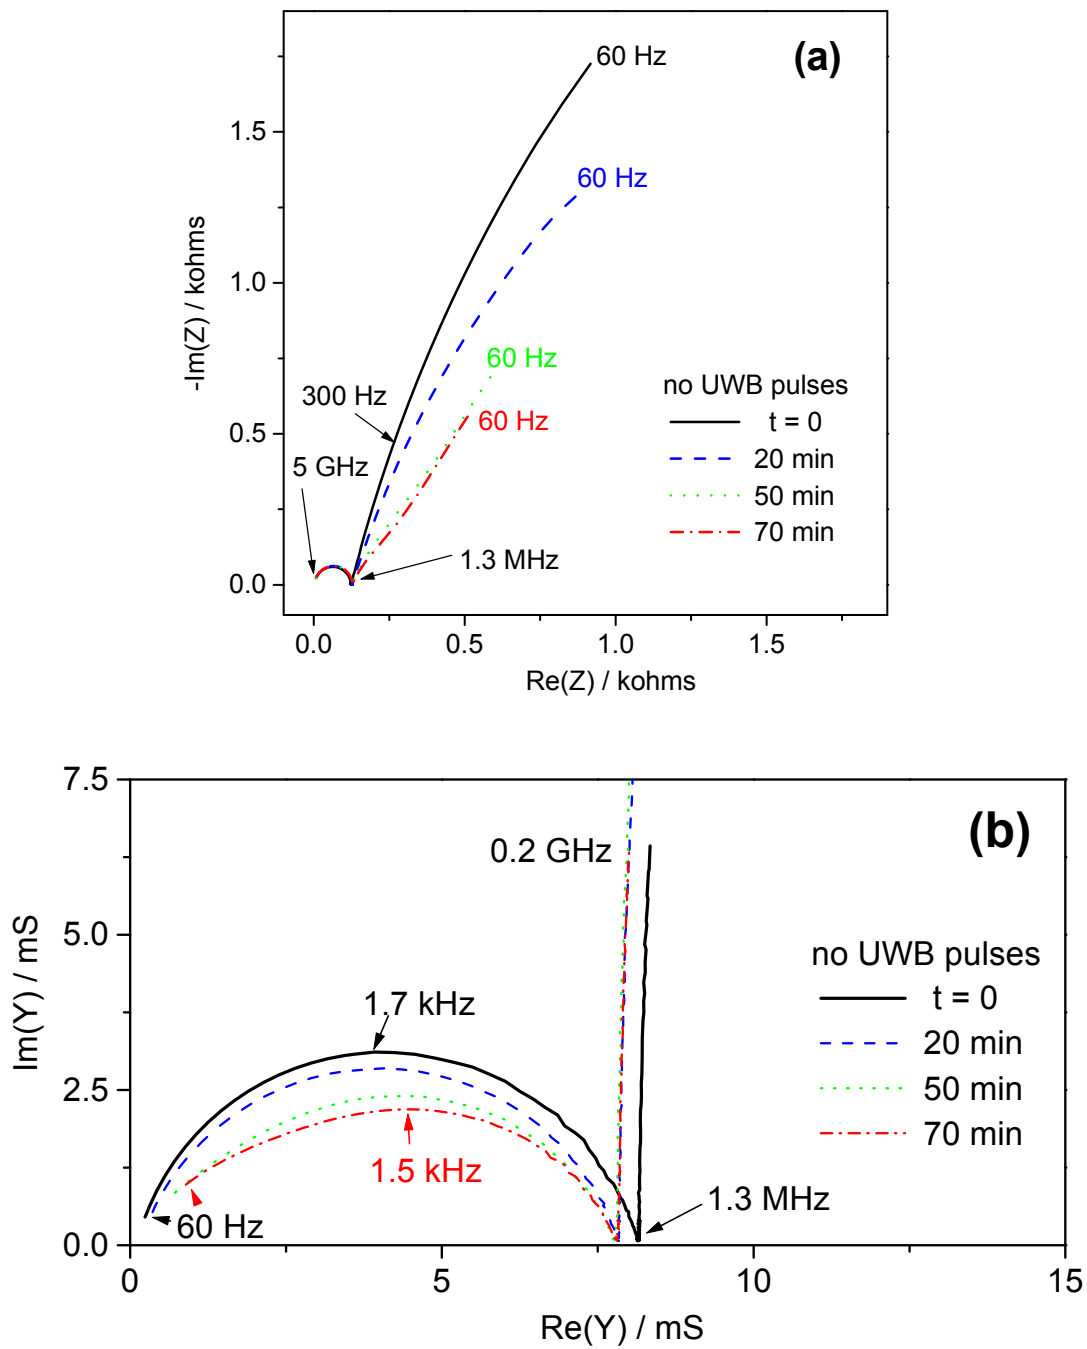 (a)
60 Hz
60 Hz
60 Hz
60 Hz
300 Hz
5 GHz
1.3 MHz
no UWB pulses
t = 0
20 min
50 min
70 min
1.5
1.0
0.5
0.0
-Im(Z) / kohms
0.0 0.5 1.0 1.5
Re(Z) / kohms
(b)
7.5
5.0
2.5
0.0
Im(Y) / mS
0.2 GHz
1.7 kHz
1.5 kHz
60 Hz
1.3 MHz
no UWB pulses
t = 0
20 min
50 min
70 min
0 5 10 15
Re(Y) / mS